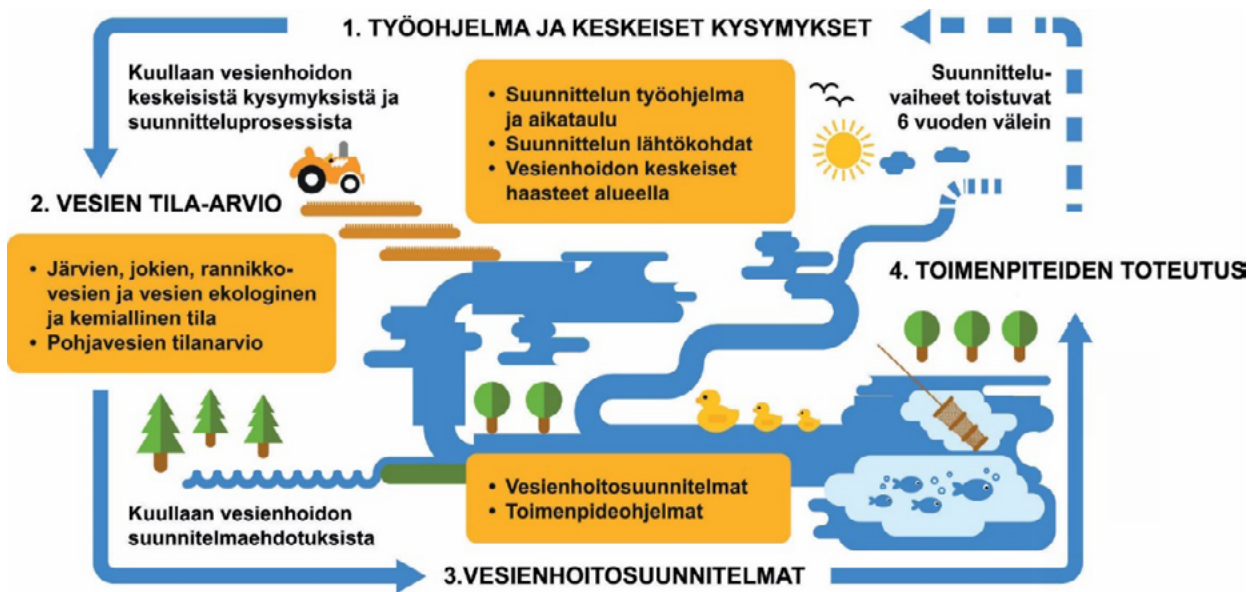 1. TYÖOHJELMA JA KESKEISET KYSYMYKSET
Kuullaan vesienhoidon
keskeisistä kysymyksistä ja
suunnitteluprosessista
• Suunnittelun työohjelma
ja aikataulu
• Suunnittelun lähtökohdat
• Vesienhoidon keskeiset
haasteet alueella
Suunnittelu-
vaiheet toistuvat
6 vuoden välein
2. VESIEN TILA-ARVIO
• Järvien, jokien, rannikko-
vesien ja vesien ekologinen
ja kemiallinen tila
• Pohjavesien tilanarvio
4. TOIMENPITEIDEN TOTEUTUS
Kuullaan vesienhoidon
suunnitelmaehdotuksista
• Vesienhoitosuunnitelmat
• Toimenpideohjelmat
3.VESIENHOITOSUUNNITELMAT